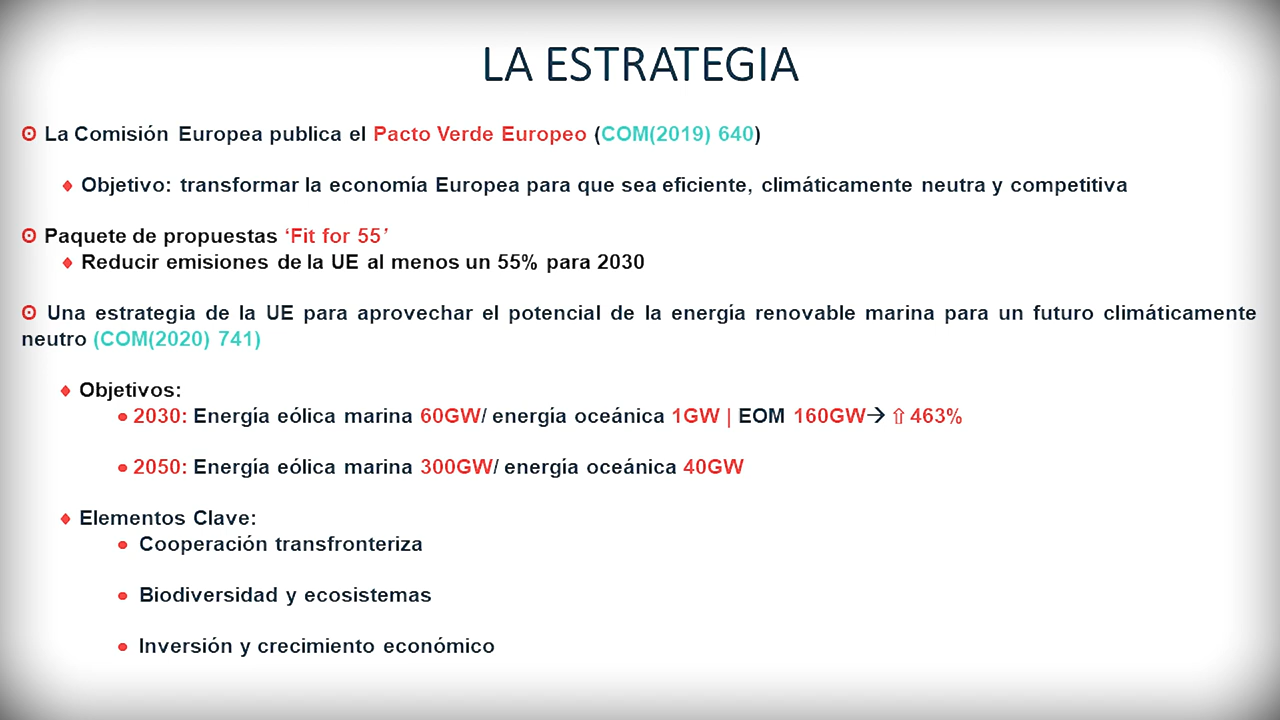 LA ESTRATEGIA
ʘ La Comisión Europea publica el Pacto Verde Europeo (COM(2019) 640)
♦ Objetivo: transformar la economía Europea para que sea eficiente, climáticamente neutra y competitiva
ʘ Paquete de propuestas ‘Fit for 55’
♦ Reducir emisiones de la UE al menos un 55% para 2030
ʘ Una estrategia de la UE para aprovechar el potencial de la energía renovable marina para un futuro climáticamente
neutro (COM(2020) 741)
♦ Objetivos:
• 2030: Energía eólica marina 60GW/ energía oceánica 1GW | EOM 160GW→ ⇧ 463%
• 2050: Energía eólica marina 300GW/ energía oceánica 40GW
♦ Elementos Clave:
• Cooperación transfronteriza
• Biodiversidad y ecosistemas
• Inversión y crecimiento económico